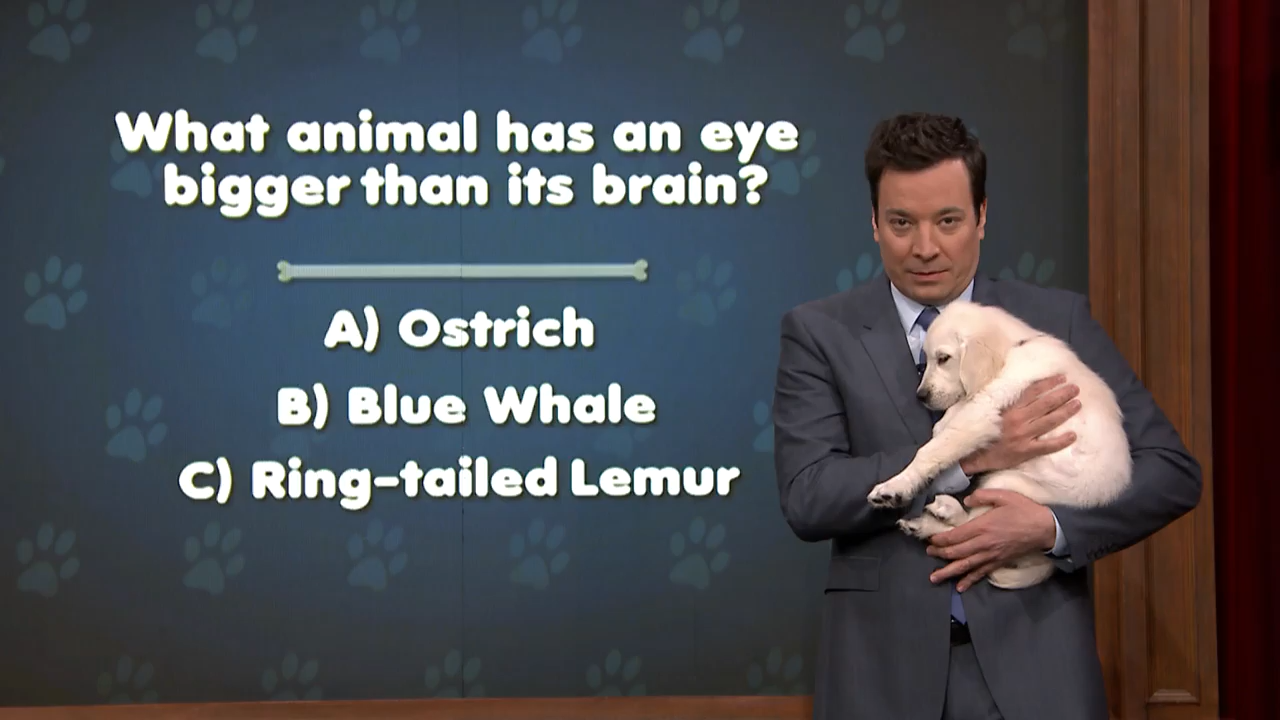 What animal has an eye
bigger than its brain?
A) Ostrich
B) Blue Whale
C) Ring-tailed Lemur